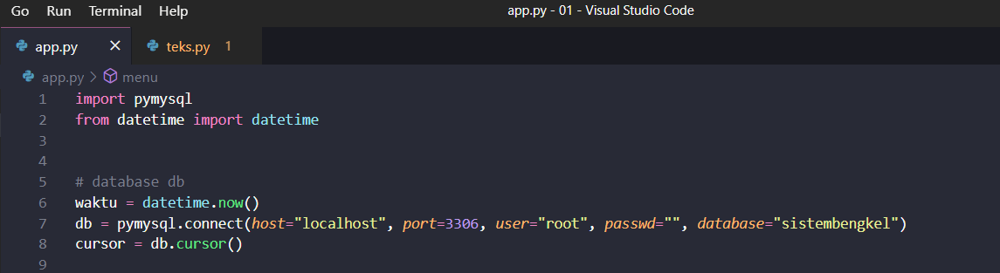 Go Run Terminal Help app.py - 01 - Visual Studio Code
app.py × teks.py 1
app.py > menu
1 import pymysql
2 from datetime import datetime
3
4
5 # database db
6 waktu = datetime.now()
7 db = pymysql.connect(host="localhost", port=3306, user="root", passwd="", database="sistembengkel")
8 cursor = db.cursor()
9